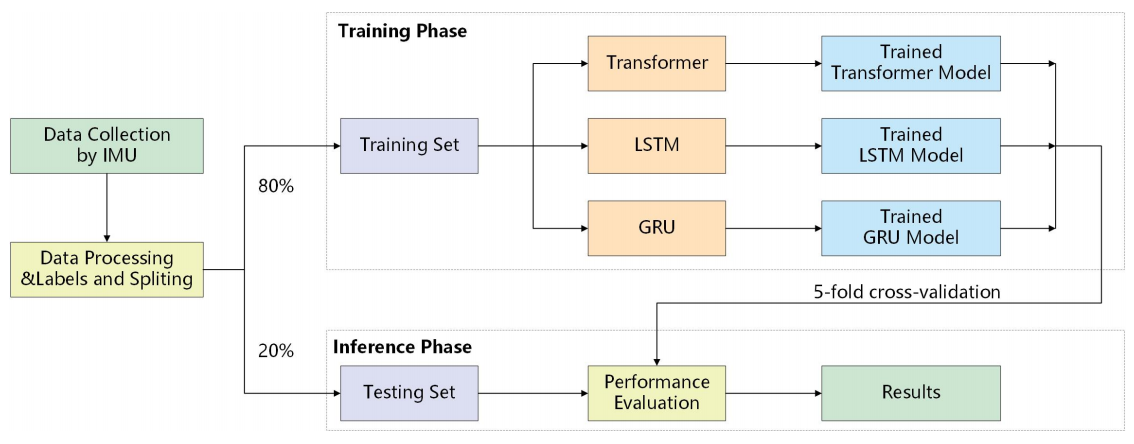 Training Phase
Transformer
Trained
Transformer Model
Data Collection
by IMU
Training Set
LSTM
Trained
LSTM Model
80%
GRU
Trained
GRU Model
Data Processing
&Labels and Spliting
5-fold cross-validation
20%
Inference Phase
Testing Set
Performance
Evaluation
Results